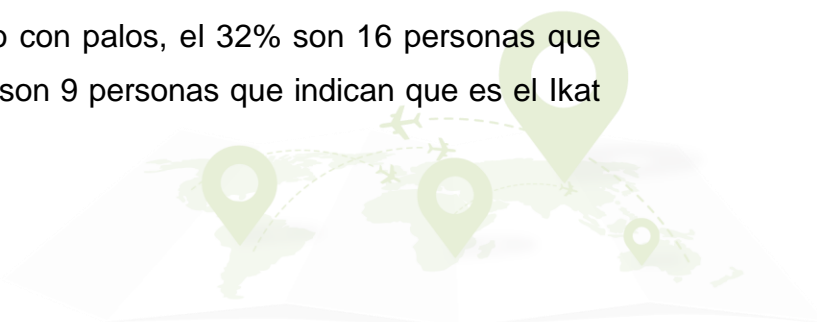 con palos, el 32% son 16 personas que
son 9 personas que indican que es el Ikat